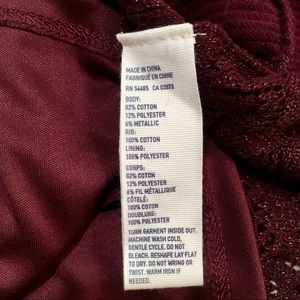 MADE IN CHINA
FABRIQUÉ EN CHINE
RN 54485 CA 03873
BODY:
82% COTTON
12% POLYESTER
6% METALLIC
RIB:
100% COTTON
LINING:
100% POLYESTER
CORPS:
82% COTON
12% POLYESTER
6% FIL MÉTALLIQUE
CÔTELÉ:
100% COTON
DOUBLURE:
100% POLYESTER
TURN GARMENT INSIDE OUT.
MACHINE WASH COLD,
GENTLE CYCLE. DO NOT
BLEACH. RESHAPE LAY FLAT
TO DRY. DO NOT WRING OR
TWIST. WARM IRON IF
NEEDED.